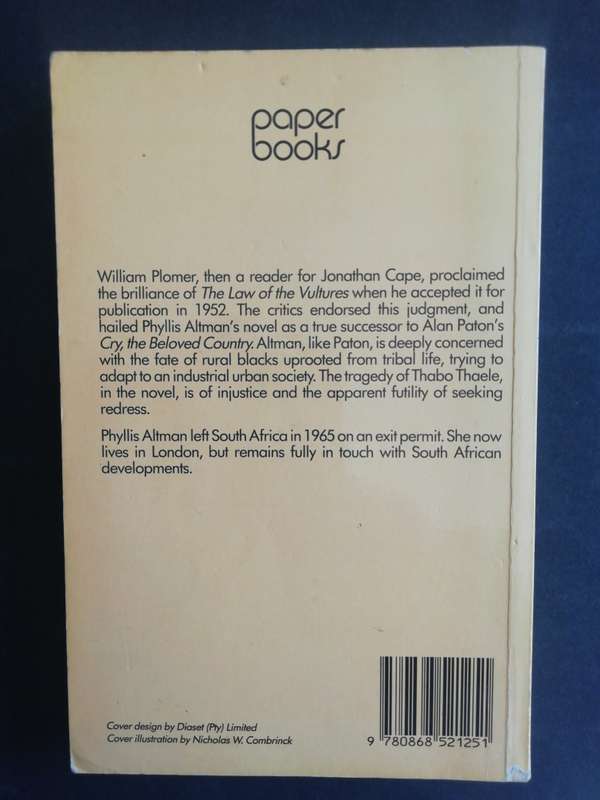 paper
books
William Plomer, then a reader for Jonathan Cape, proclaimed
the brilliance of The Law of the Vultures when he accepted it for
publication in 1952. The critics endorsed this judgment, and
hailed Phyllis Altman's novel as a true successor to Alan Paton's
Cry, the Beloved Country. Altman, like Paton, is deeply concerned
with the fate of rural blacks uprooted from tribal life, trying to
adapt to an industrial urban society. The tragedy of Thabo Thaele,
in the novel, is of injustice and the apparent futility of seeking
redress.
Phyllis Altman left South Africa in 1965 on an exit permit. She now
lives in London, but remains fully in touch with South African
developments.
Cover design by Diaset (Pty) Limited
Cover illustration by Nicholas W. Combrinck
9 780868 521251